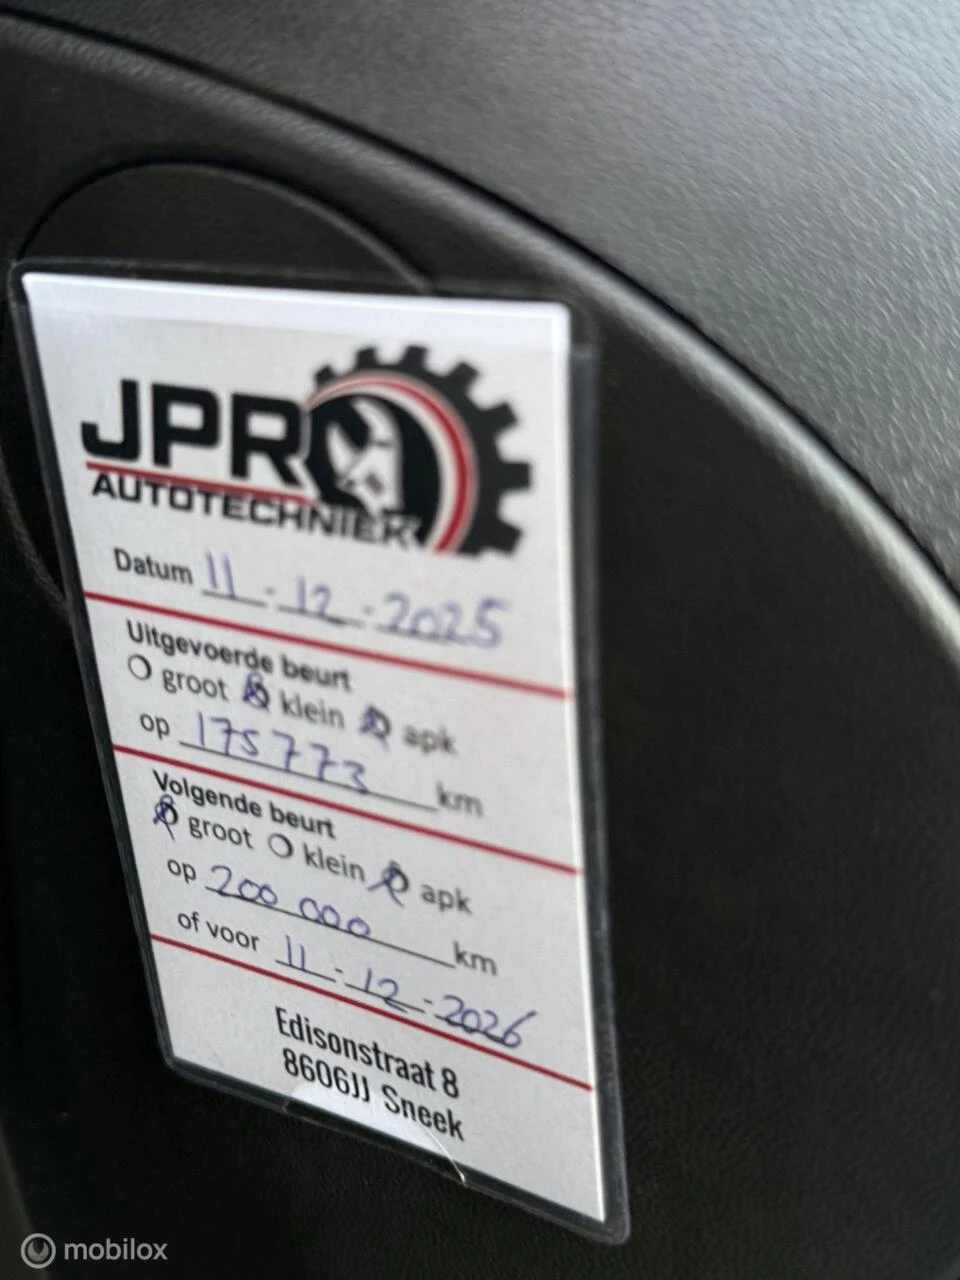 JPR
AUTOTECHNIEK
Datum 11 - 12 - 2025
Uitgevoerde beurt
groot klein apk
op 175773 km
Volgende beurt
groot klein apk
op 200 000 km
of voor 11 - 12 - 2026
Edisonstraat 8
8606JJ Sneek
mobilox